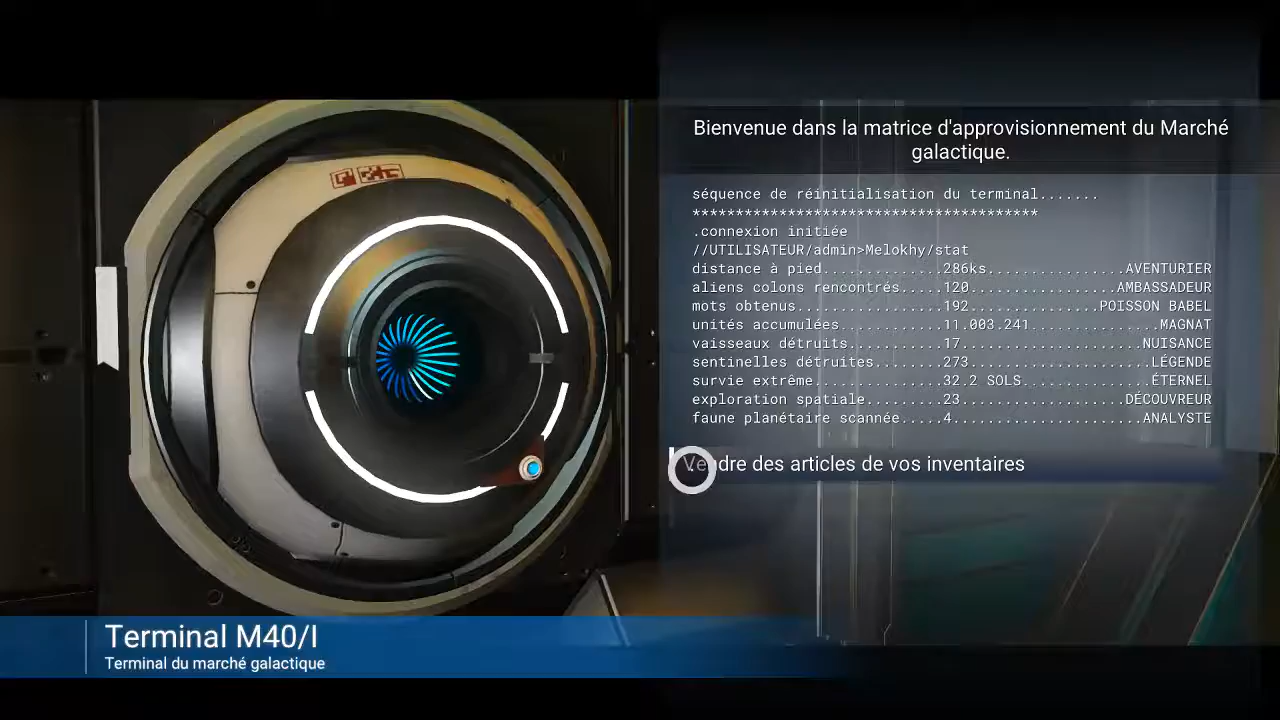 Bienvenue dans la matrice d'approvisionnement du Marché
galactique.
séquence de réinitialisation du terminal.......
****************************************
.connexion initiée
//UTILISATEUR/admin>Melokhy/stat
distance à pied..............286ks................AVENTURIER
aliens colons rencontrés.....120.................AMBASSADEUR
mots obtenus.................192...............POISSON BABEL
unités accumulées............11.003.241...............MAGNAT
vaisseaux détruits...........17.....................NUISANCE
sentinelles détruites........273.....................LÉGENDE
survie extrême...............32.2 SOLS...............ÉTERNEL
exploration spatiale.........23...................DÉCOUVREUR
faune planétaire scannée.....4......................ANALYSTE
Vendre des articles de vos inventaires
Terminal M40/I
Terminal du marché galactique